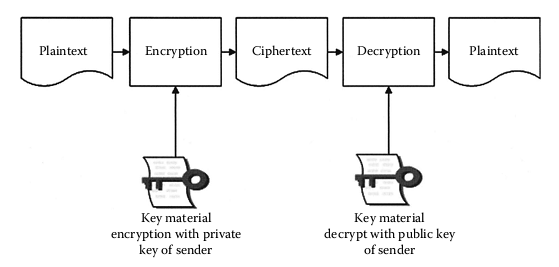 Plaintext
Encryption
Ciphertext
Decryption
Plaintext
Key material
encryption with private
key of sender
Key material
decrypt with public key
of sender